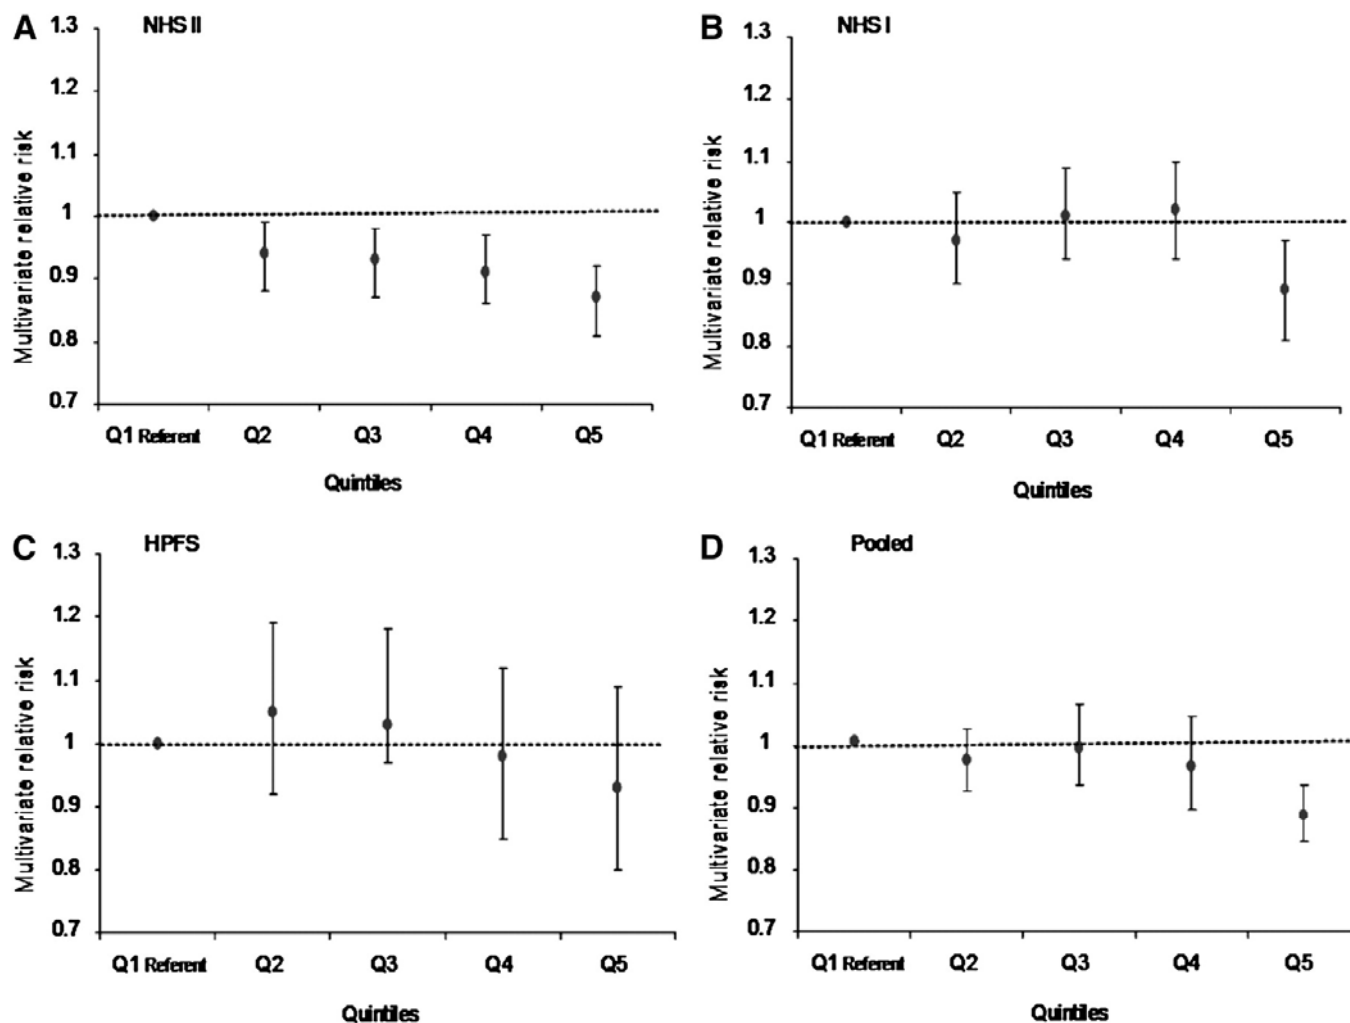 A
NHS II
1.3
1.2
1.1
1
0.9
0.8
0.7
Multivariate relative risk
Q1 Referent Q2 Q3 Q4 Q5
Quintiles
B
NHS I
1.3
1.2
1.1
1
0.9
0.8
0.7
Multivariate relative risk
Q1 Referent Q2 Q3 Q4 Q5
Quintiles
C
HPFS
1.3
1.2
1.1
1
0.9
0.8
0.7
Multivariate relative risk
Q1 Referent Q2 Q3 Q4 Q5
Quintiles
D
Pooled
1.3
1.2
1.1
1
0.9
0.8
0.7
Multivariate relative risk
Q1 Referent Q2 Q3 Q4 Q5
Quintiles